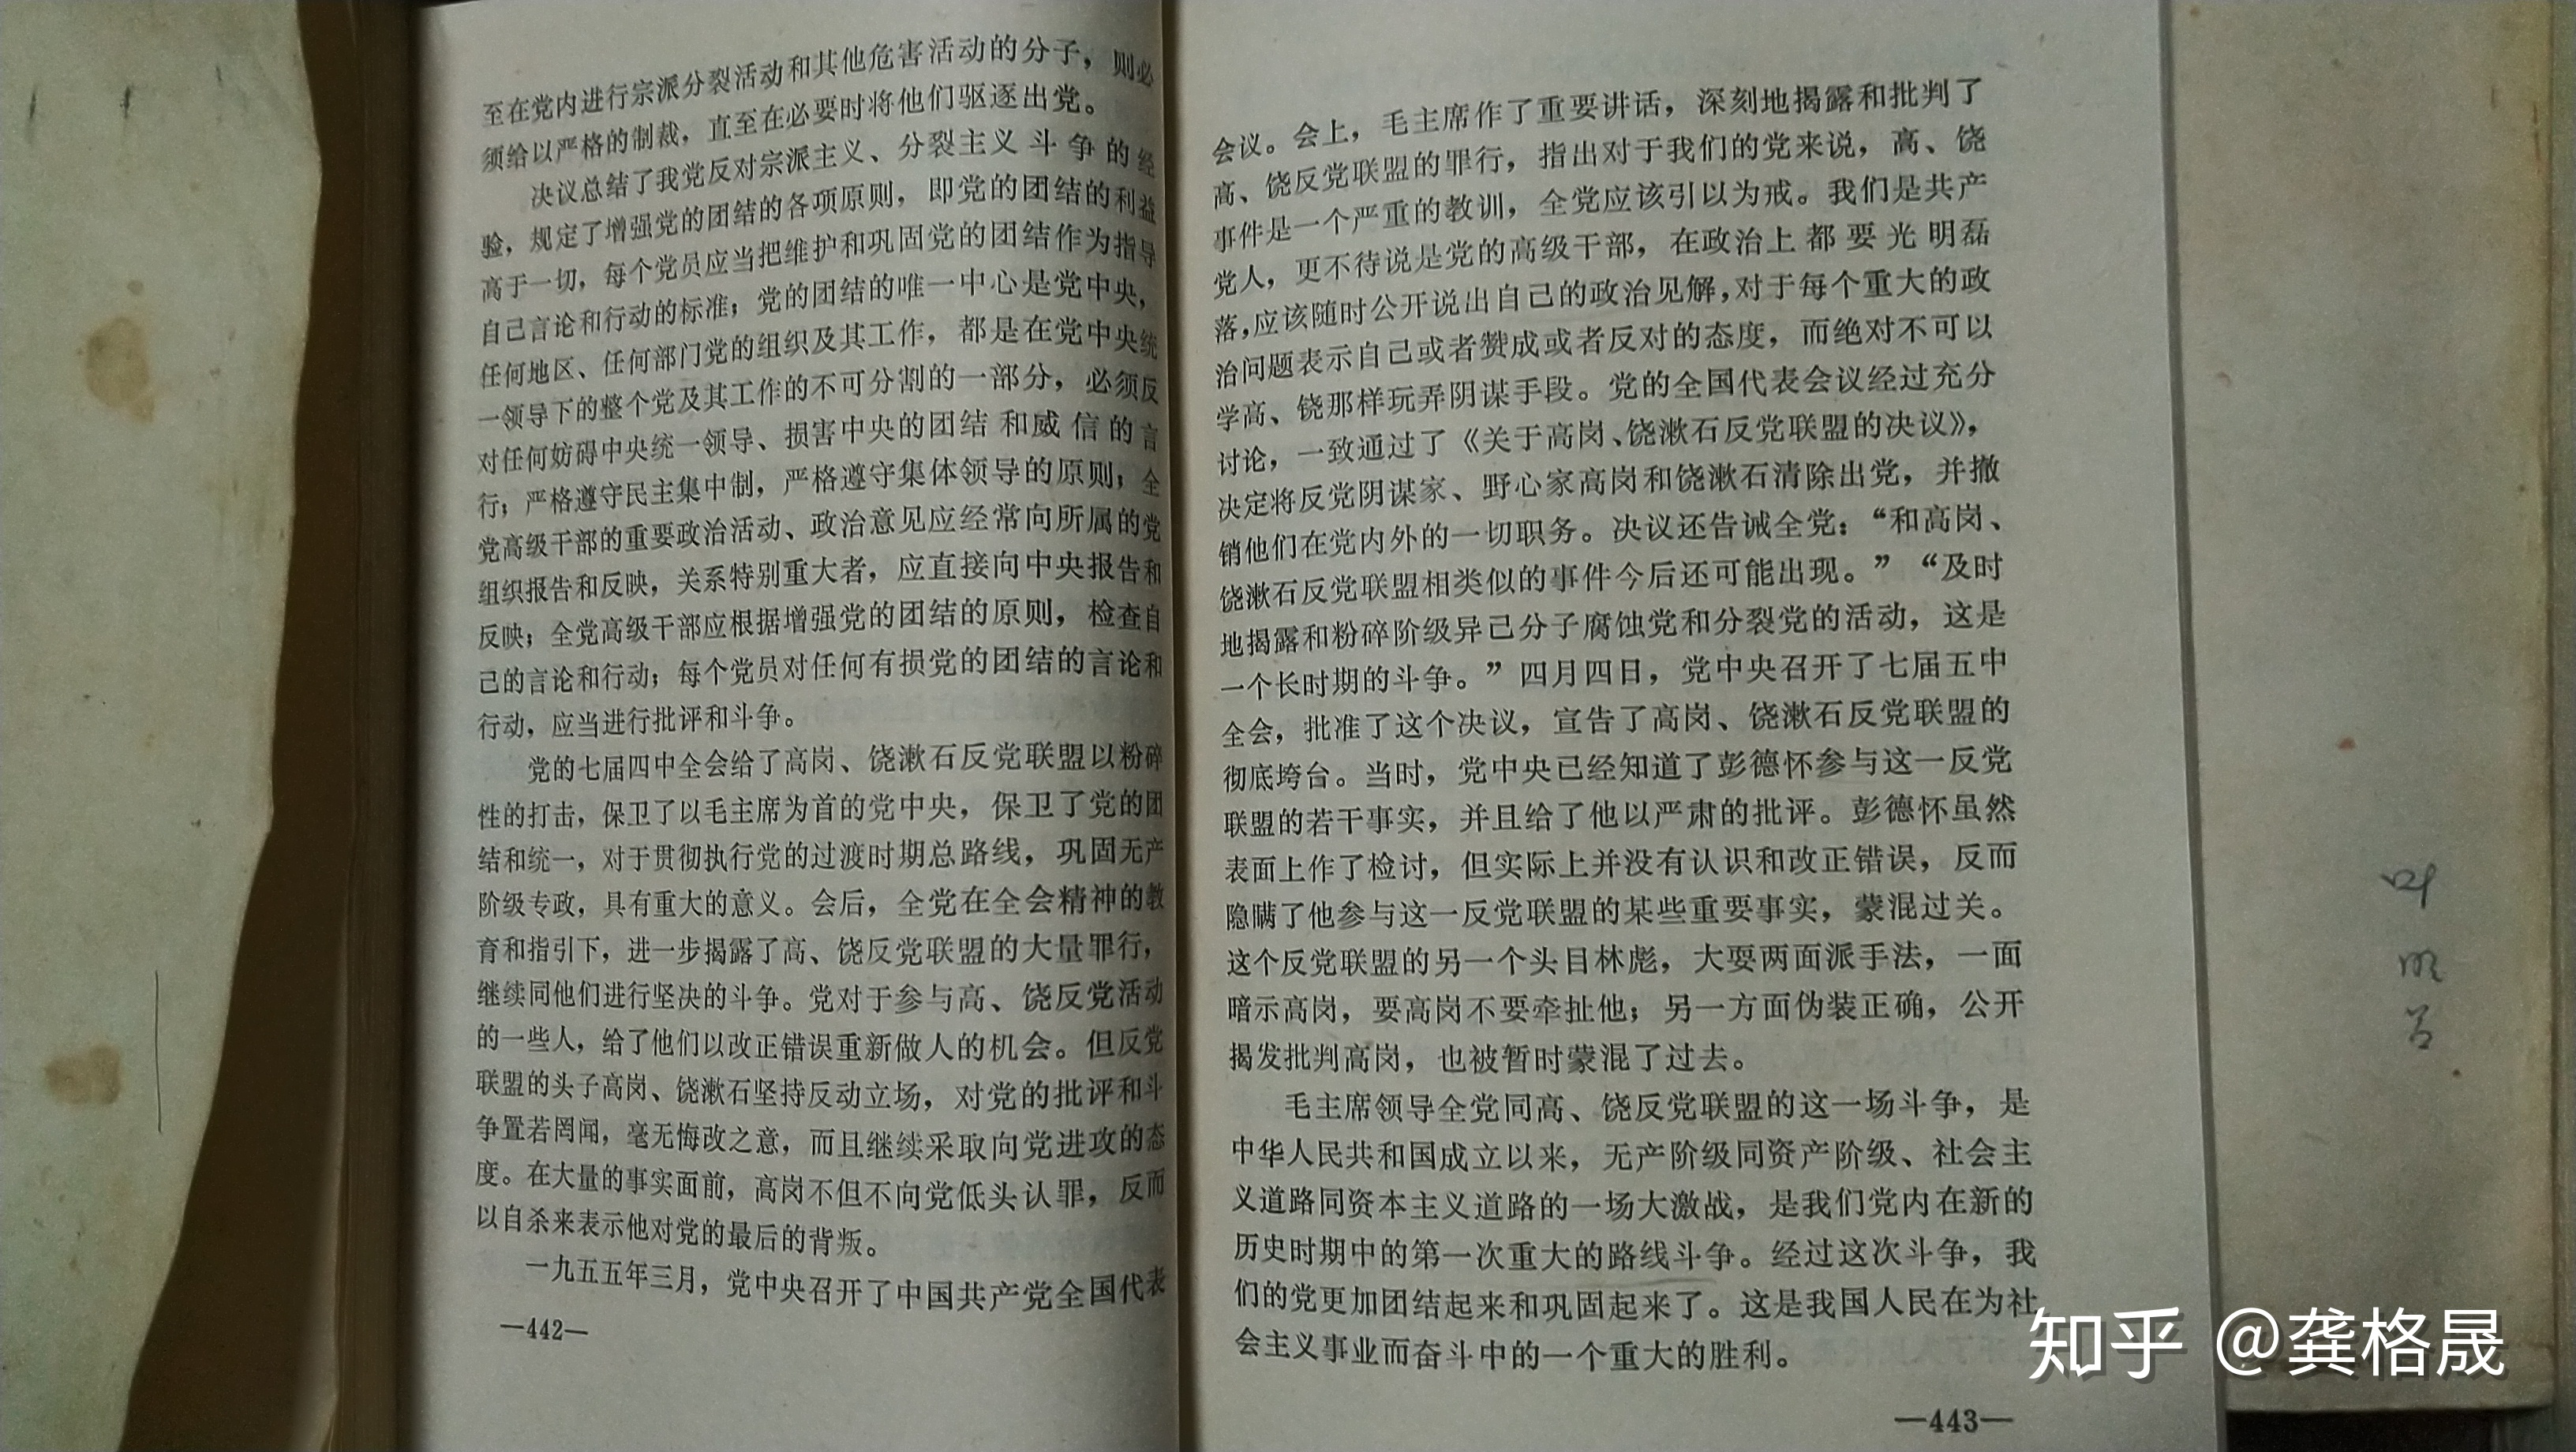 至在党内进行宗派分裂活动和其他危害活动的分子，则必
须给以严格的制裁，直至在必要时将他们驱逐出党。
决议总结了我党反对宗派主义、分裂主义斗争的经
验，规定了增强党的团结的各项原则，即党的团结的利益
高于一切，每个党员应当把维护和巩固党的团结作为指导
自己言论和行动的标准；党的团结的唯一中心是党中央，
任何地区、任何部门党的组织及其工作，都是在党中央统
一领导下的整个党及其工作的不可分割的一部分，必须反
对任何妨碍中央统一领导、损害中央的团结和威信的言
行；严格遵守民主集中制，严格遵守集体领导的原则；全
党高级干部的重要政治活动、政治意见应经常向所属的党
组织报告和反映，关系特别重大者，应直接向中央报告和
反映；全党高级干部应根据增强党的团结的原则，检查自
己的言论和行动；每个党员对任何有损党的团结的言论和
行动，应当进行批评和斗争。
党的七届四中全会给了高岗、饶漱石反党联盟以粉碎
性的打击，保卫了以毛主席为首的党中央，保卫了党的团
结和统一，对于贯彻执行党的过渡时期总路线，巩固无产
阶级专政，具有重大的意义。会后，全党在全会精神的教
育和指引下，进一步揭露了高、饶反党联盟的大量罪行，
继续同他们进行坚决的斗争。党对于参与高、饶反党活动
的一些人，给了他们以改正错误重新做人的机会。但反党
联盟的头子高岗、饶漱石坚持反动立场，对党的批评和斗
争置若罔闻，毫无悔改之意，而且继续采取向党进攻的态
度。在大量的事实面前，高岗不但不向党低头认罪，反而
以自杀来表示他对党的最后的背叛。
一九五五年三月，党中央召开了中国共产党全国代表
—442—
会议。会上，毛主席作了重要讲话，深刻地揭露和批判了
高、饶反党联盟的罪行，指出对于我们的党来说，高、饶
事件是一个严重的教训，全党应该引以为戒。我们是共产
党人，更不待说是党的高级干部，在政治上都要光明磊
落，应该随时公开说出自己的政治见解，对于每个重大的政
治问题表示自己或者赞成或者反对的态度，而绝对不可以
学高、饶那样玩弄阴谋手段。党的全国代表会议经过充分
讨论，一致通过了《关于高岗、饶漱石反党联盟的决议》，
决定将反党阴谋家、野心家高岗和饶漱石清除出党，并撤
销他们在党内外的一切职务。决议还告诫全党：“和高岗、
饶漱石反党联盟相类似的事件今后还可能出现。”“及时
地揭露和粉碎阶级异己分子腐蚀党和分裂党的活动，这是
一个长时期的斗争。”四月四日，党中央召开了七届五中
全会，批准了这个决议，宣告了高岗、饶漱石反党联盟的
彻底垮台。当时，党中央已经知道了彭德怀参与这一反党
联盟的若干事实，并且给了他以严肃的批评。彭德怀虽然
表面上作了检讨，但实际上并没有认识和改正错误，反而
隐瞒了他参与这一反党联盟的某些重要事实，蒙混过关。
这个反党联盟的另一个头目林彪，大耍两面派手法，一面
暗示高岗，要高岗不要牵扯他；另一方面伪装正确，公开
揭发批判高岗，也被暂时蒙混了过去。
毛主席领导全党同高、饶反党联盟的这一场斗争，是
中华人民共和国成立以来，无产阶级同资产阶级、社会主
义道路同资本主义道路的一场大激战，是我们党内在新的
历史时期中的第一次重大的路线斗争。经过这次斗争，我
们的党更加团结起来和巩固起来了。这是我国人民在为社
会主义事业而奋斗中的一个重大的胜利。
—443—
知乎 @龚格晟